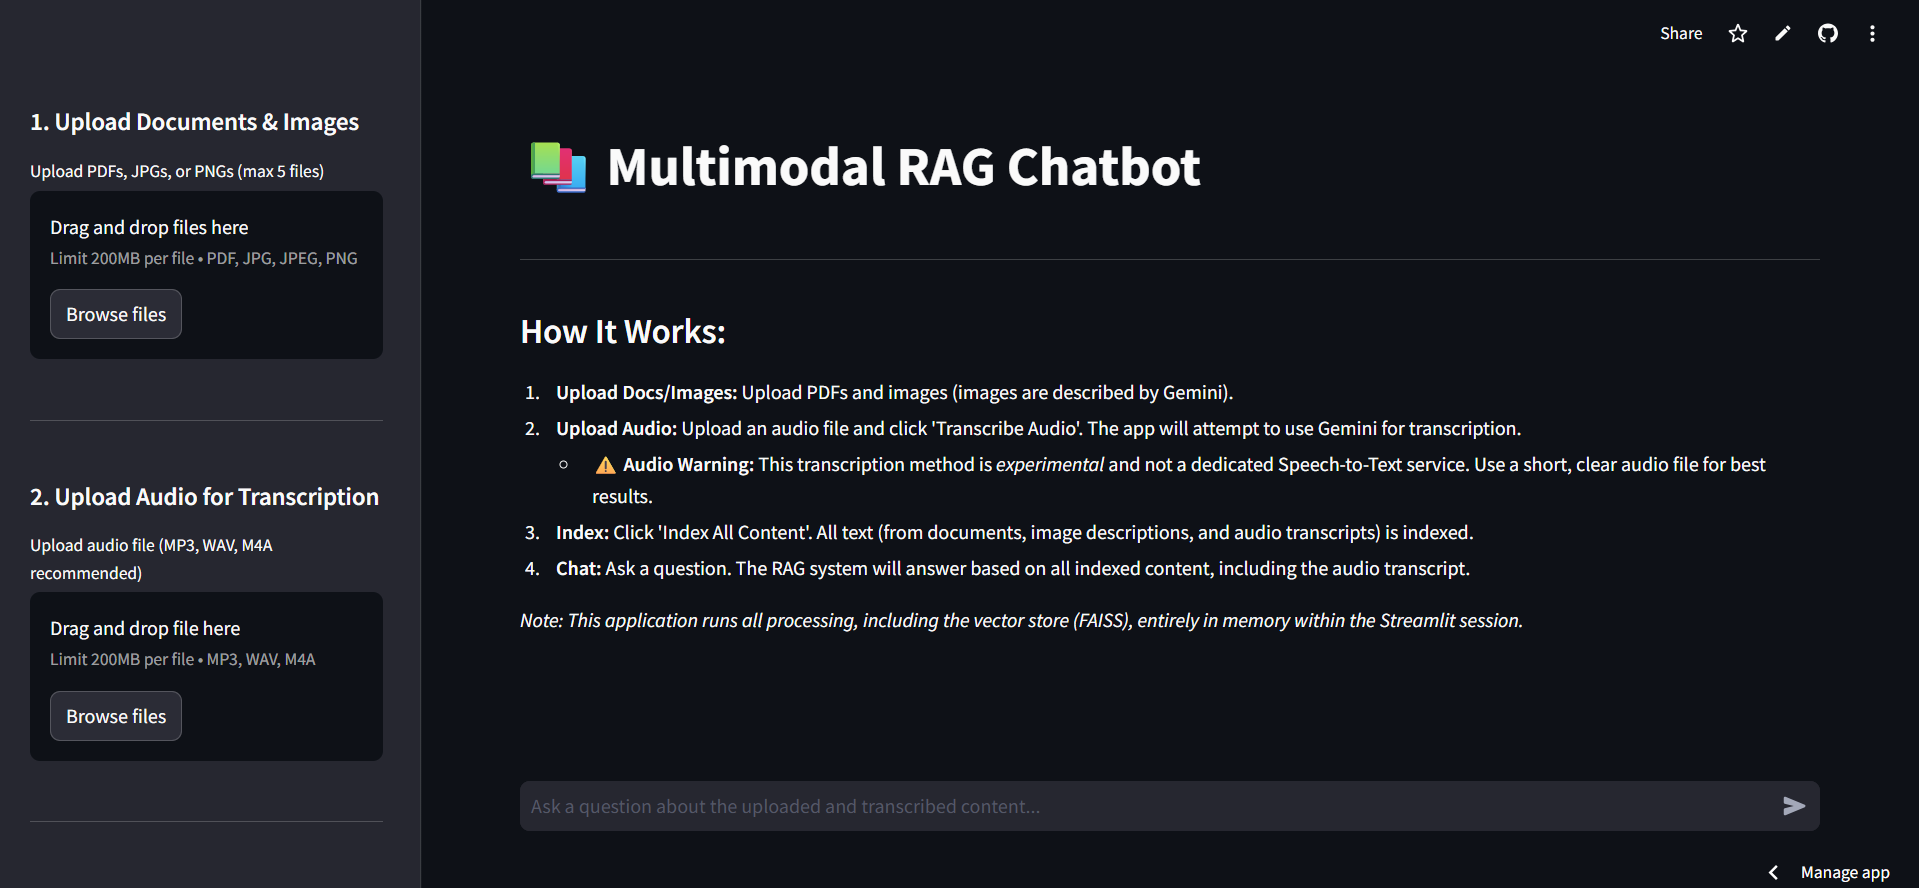 Share
1. Upload Documents & Images
Upload PDFs, JPGs, or PNGs (max 5 files)
Drag and drop files here
Limit 200MB per file • PDF, JPG, JPEG, PNG
Browse files
2. Upload Audio for Transcription
Upload audio file (MP3, WAV, M4A
recommended)
Drag and drop file here
Limit 200MB per file • MP3, WAV, M4A
Browse files
📚 Multimodal RAG Chatbot
How It Works:
1. Upload Docs/Images: Upload PDFs and images (images are described by Gemini).
2. Upload Audio: Upload an audio file and click 'Transcribe Audio'. The app will attempt to use Gemini for transcription.
○ ⚠️ Audio Warning: This transcription method is experimental and not a dedicated Speech-to-Text service. Use a short, clear audio file for best
results.
3. Index: Click 'Index All Content'. All text (from documents, image descriptions, and audio transcripts) is indexed.
4. Chat: Ask a question. The RAG system will answer based on all indexed content, including the audio transcript.
Note: This application runs all processing, including the vector store (FAISS), entirely in memory within the Streamlit session.
Ask a question about the uploaded and transcribed content...
Manage app